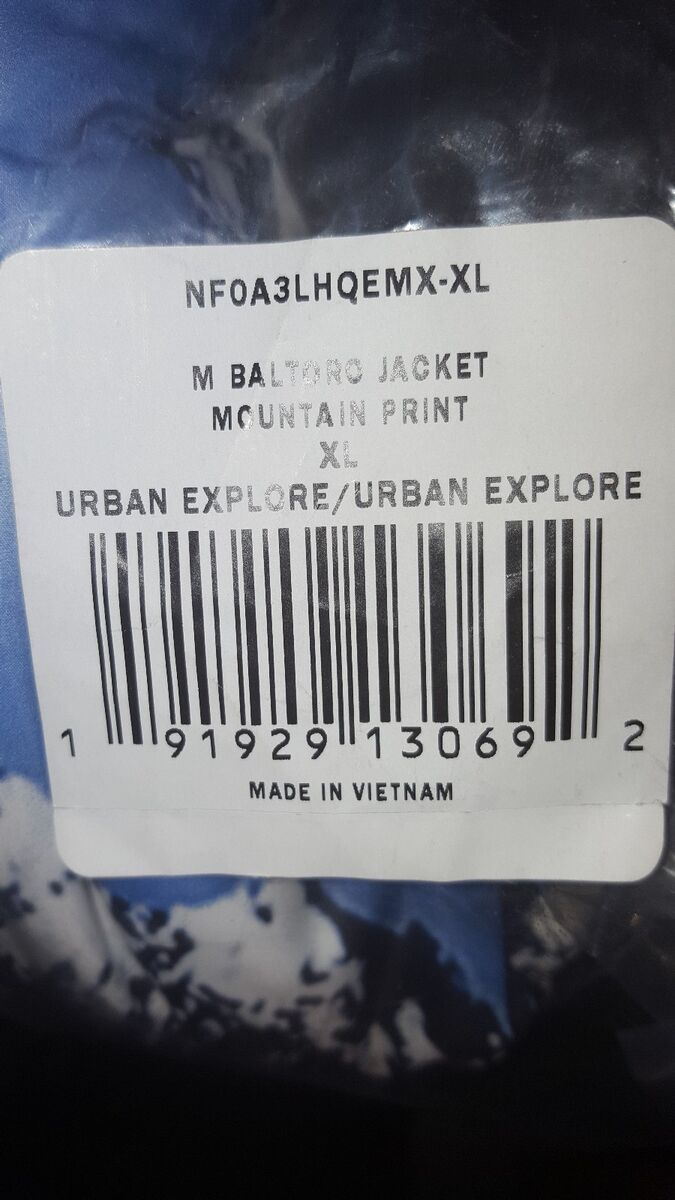 NF0A3LHQEMX-XL
M BALTORO JACKET
MOUNTAIN PRINT
XL
URBAN EXPLORE/URBAN EXPLORE
1 91929 13069 2
MADE IN VIETNAM